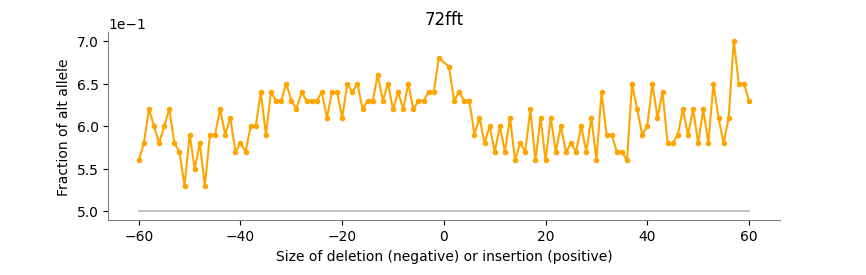 72fft
1e−1
7.0
6.5
6.0
5.5
5.0
Fraction of alt allele
−60 −40 −20 0 20 40 60
Size of deletion (negative) or insertion (positive)